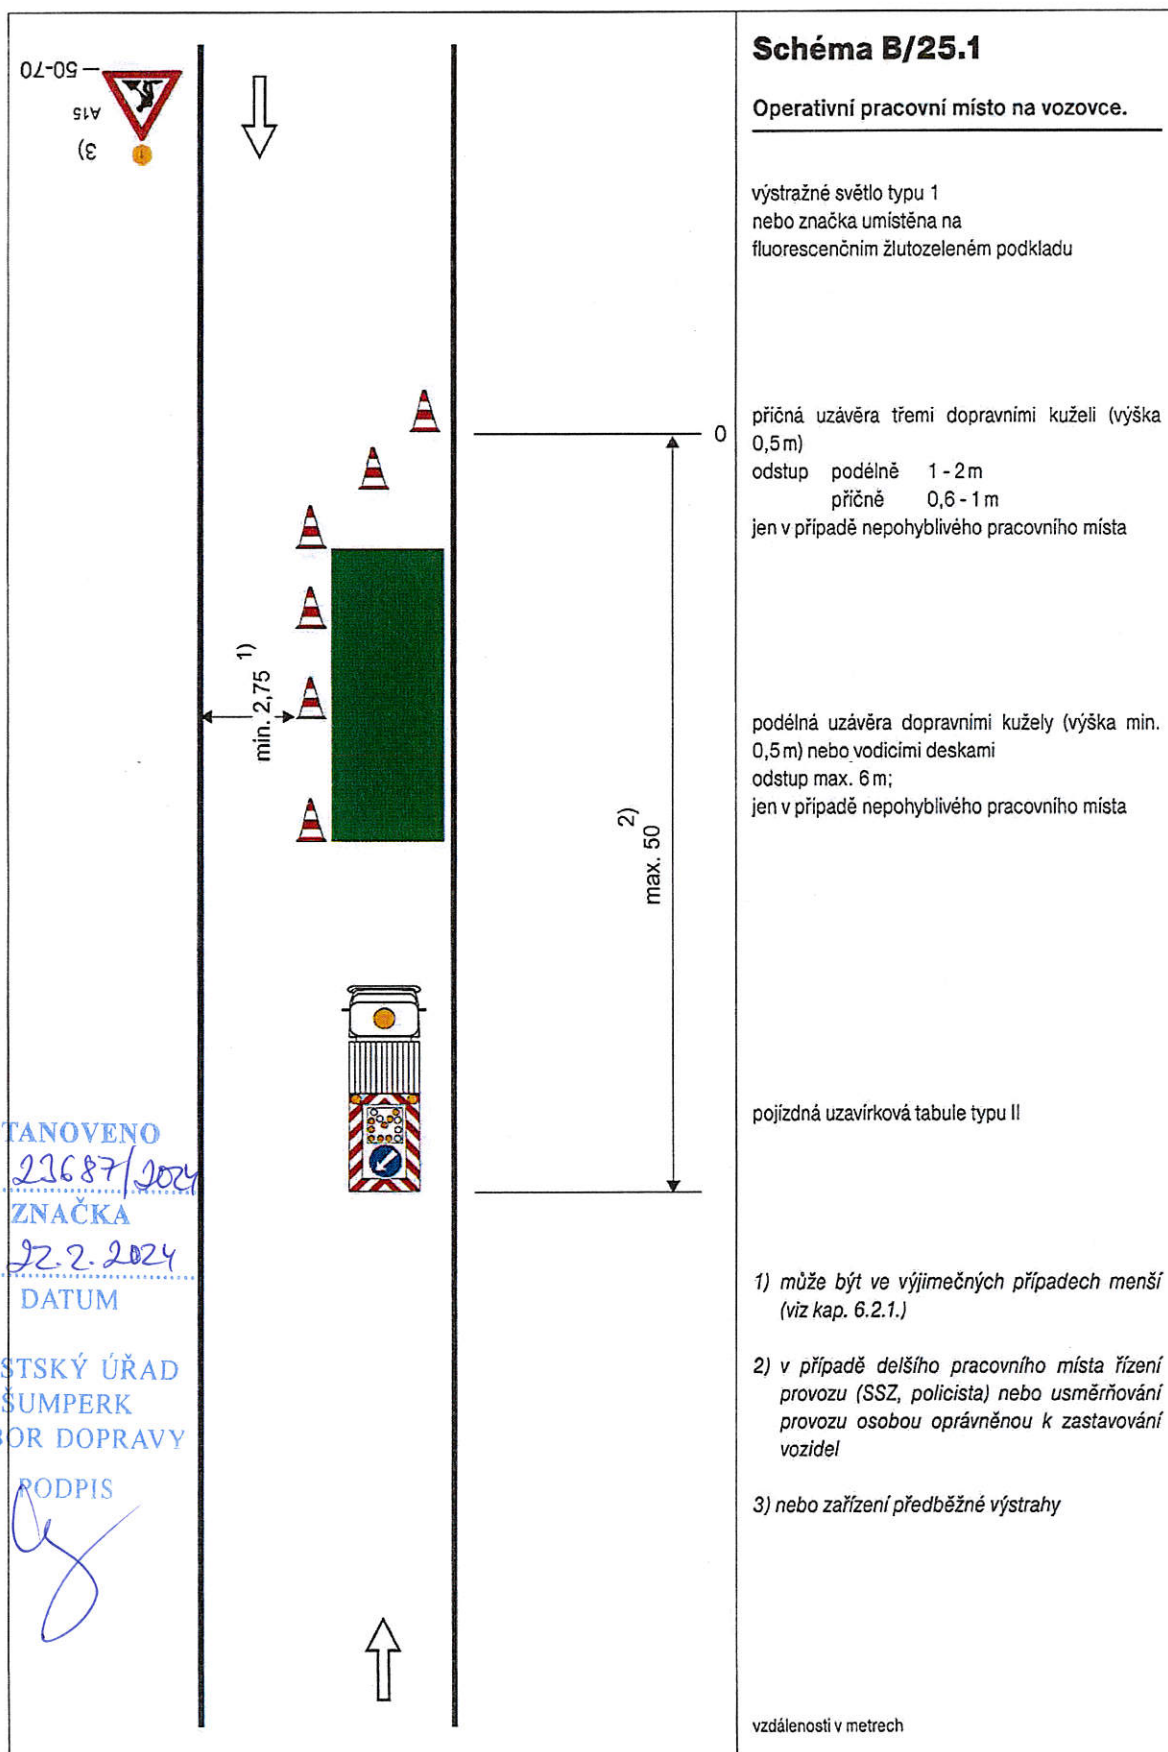 50-70
A15
3)
1
Schéma B/25.1
Operativní pracovní místo na vozovce.
výstražné světlo typu 1
nebo značka umístěna na
fluorescenčním žlutozeleném podkladu
0
příčná uzávěra třemi dopravními kuželi (výška
0,5 m)
odstup podélně 1 - 2 m
příčně 0,6 - 1 m
jen v případě nepohyblivého pracovního místa
min. 2,75 1)
max. 50 2)
podélná uzávěra dopravními kužely (výška min.
0,5 m) nebo vodicími deskami
odstup max. 6 m;
jen v případě nepohyblivého pracovního místa
pojízdná uzavírková tabule typu II
TANOVENO
23687/2024
ZNAČKA
22.2.2024
DATUM
STSKÝ ÚŘAD
ŠUMPERK
BOR DOPRAVY
PODPIS
1) může být ve výjimečných případech menší
(viz kap. 6.2.1.)
2) v případě delšího pracovního místa řízení
provozu (SSZ, policista) nebo usměrňování
provozu osobou oprávněnou k zastavování
vozidel
3) nebo zařízení předběžné výstrahy
vzdálenosti v metrech